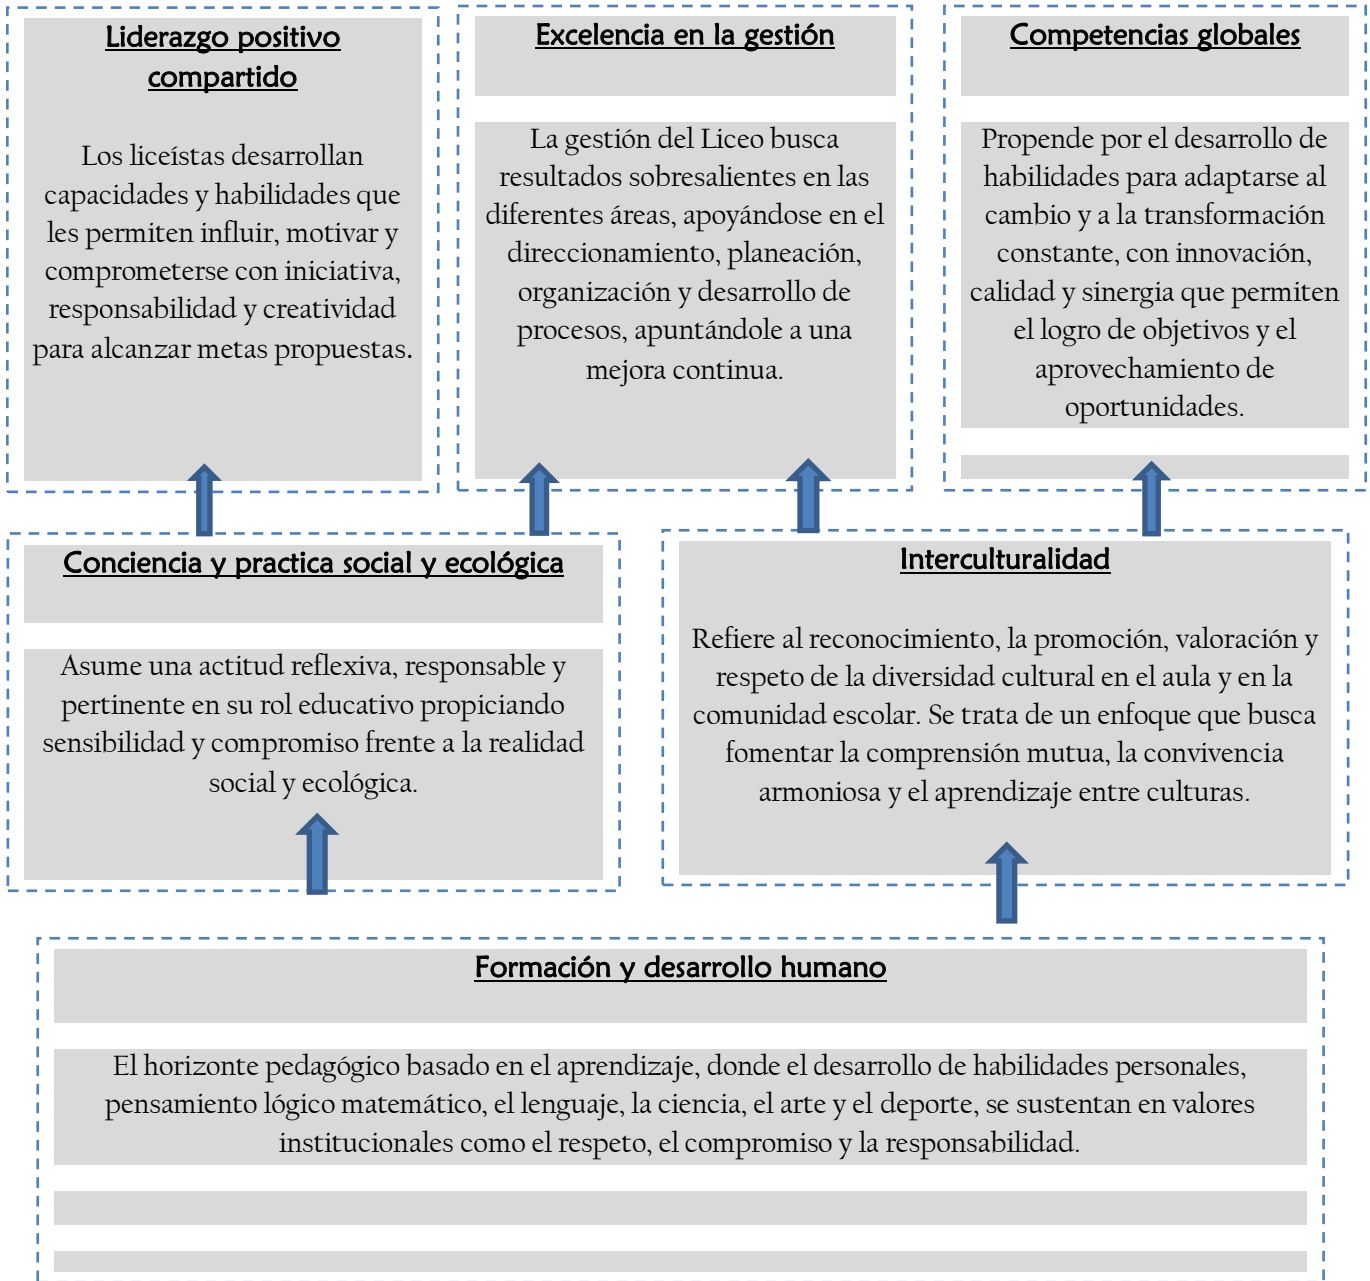 Liderazgo positivo
compartido
Los liceístas desarrollan
capacidades y habilidades que
les permiten influir, motivar y
comprometerse con iniciativa,
responsabilidad y creatividad
para alcanzar metas propuestas.
Excelencia en la gestión
La gestión del Liceo busca
resultados sobresalientes en las
diferentes áreas, apoyándose en el
direccionamiento, planeación,
organización y desarrollo de
procesos, apuntándole a una
mejora continua.
Competencias globales
Propende por el desarrollo de
habilidades para adaptarse al
cambio y a la transformación
constante, con innovación,
calidad y sinergia que permiten
el logro de objetivos y el
aprovechamiento de
oportunidades.
Conciencia y practica social y ecológica
Asume una actitud reflexiva, responsable y
pertinente en su rol educativo propiciando
sensibilidad y compromiso frente a la realidad
social y ecológica.
Interculturalidad
Refiere al reconocimiento, la promoción, valoración y
respeto de la diversidad cultural en el aula y en la
comunidad escolar. Se trata de un enfoque que busca
fomentar la comprensión mutua, la convivencia
armoniosa y el aprendizaje entre culturas.
Formación y desarrollo humano
El horizonte pedagógico basado en el aprendizaje, donde el desarrollo de habilidades personales,
pensamiento lógico matemático, el lenguaje, la ciencia, el arte y el deporte, se sustentan en valores
institucionales como el respeto, el compromiso y la responsabilidad.